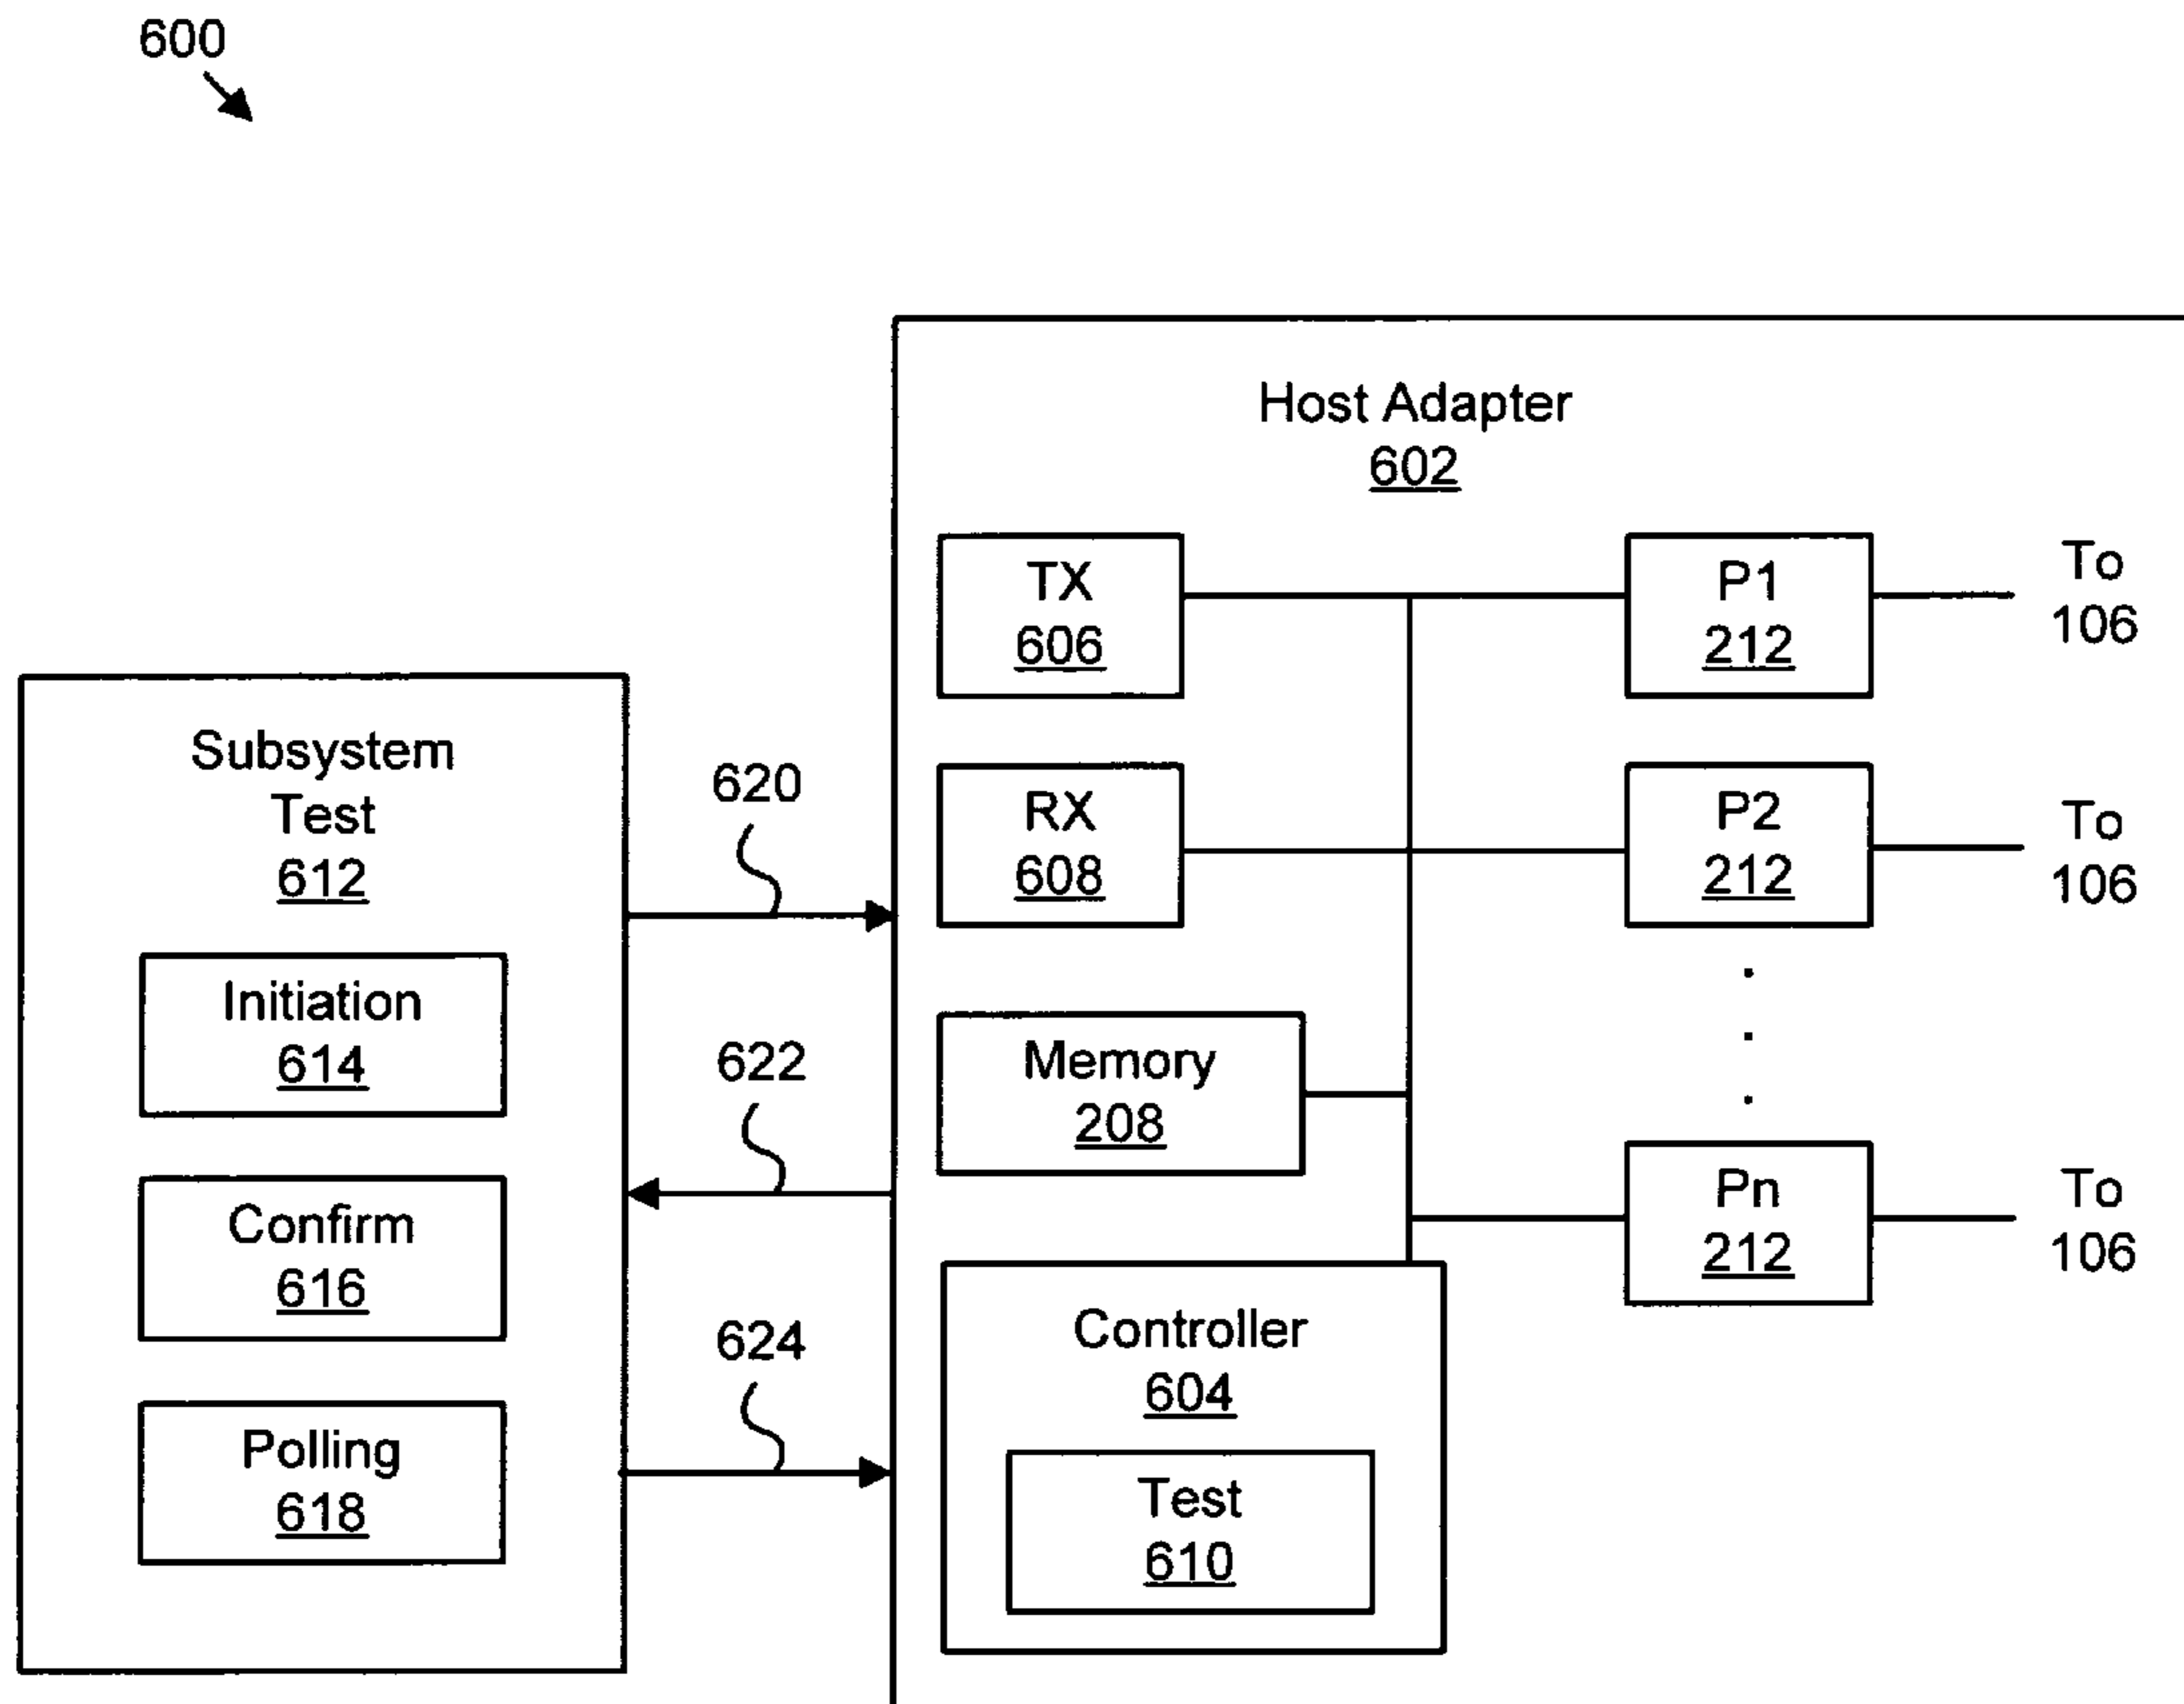 600
Host Adapter
602
TX
606
P1
212
To
106
Subsystem
Test
612
620
RX
608
P2
212
To
106
.
.
.
Initiation
614
622
Memory
208
Pn
212
To
106
Confirm
616
624
Controller
604
Polling
618
Test
610